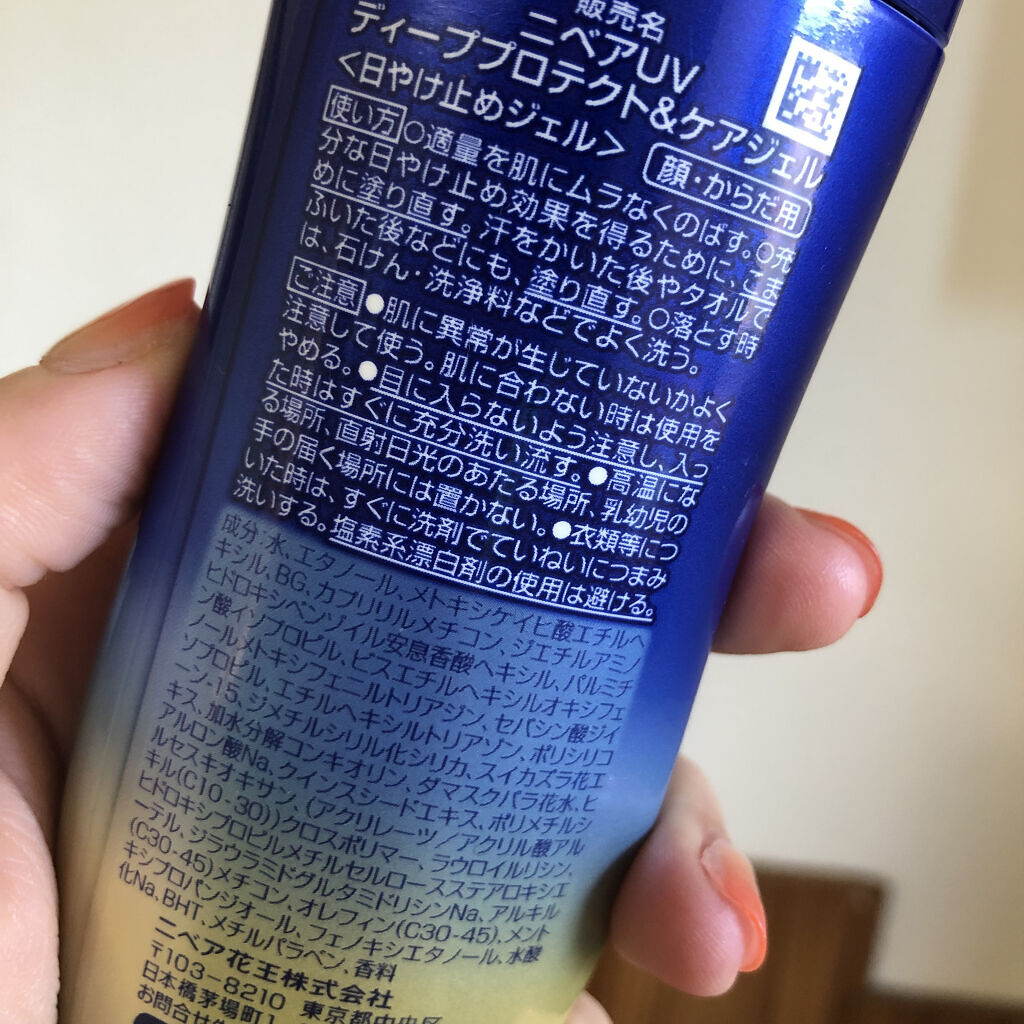 販売名
ニベアUV
ディーププロテクト&ケアジェル
<日やけ止めジェル>
顔・からだ用
使い方 ○適量を肌にムラなくのばす。○充
分な日やけ止め効果を得るために、こま
めに塗り直す。汗をかいた後やタオルで
ふいた後などにも、塗り直す。○落とす時
は、石けん・洗浄料などでよく洗う。
ご注意 ●肌に異常が生じていないかよく
注意して使う。肌に合わない時は使用を
やめる。●目に入らないよう注意し、入っ
た時はすぐに充分洗い流す。●高温にな
る場所、直射日光のあたる場所、乳幼児の
手の届く場所には置かない。●衣類等につ
いた時は、すぐに洗剤でていねいにつまみ
洗いする。塩素系漂白剤の使用は避ける。
成分:水、エタノール、メトキシケイヒ酸エチルヘ
キシル、BG、カプリリルメチコン、ジエチルアミノ
ヒドロキシベンゾイル安息香酸ヘキシル、パルミチ
ン酸イソプロピル、ビスエチルヘキシルオキシフェ
ノールメトキシフェニルトリアジン、セバシン酸ジイ
ソプロピル、エチルヘキシルトリアゾン、ポリシリコ
ーン-15、ジメチルシリル化シリカ、スイカズラ花エ
キス、加水分解コンキオリン、ダマスクバラ花水、ヒ
アルロン酸Na、クインスシードエキス、ポリメチルシ
ルセスキオキサン、(アクリレーツ/アクリル酸アル
キル(C10-30))クロスポリマー、ラウロイルリシン、
ヒドロキシプロピルメチルセルロースステアロキシエ
ーテル、ジラウラミドグルタミドリシンNa、アルキル
(C30-45)メチコン、オレフィン(C30-45)、メント
キシプロパンジオール、フェノキシエタノール、水酸
化Na、BHT、メチルパラベン、香料
ニベア花王株式会社
〒103-8210 東京都中央区
日本橋茅場町1
お問合せ